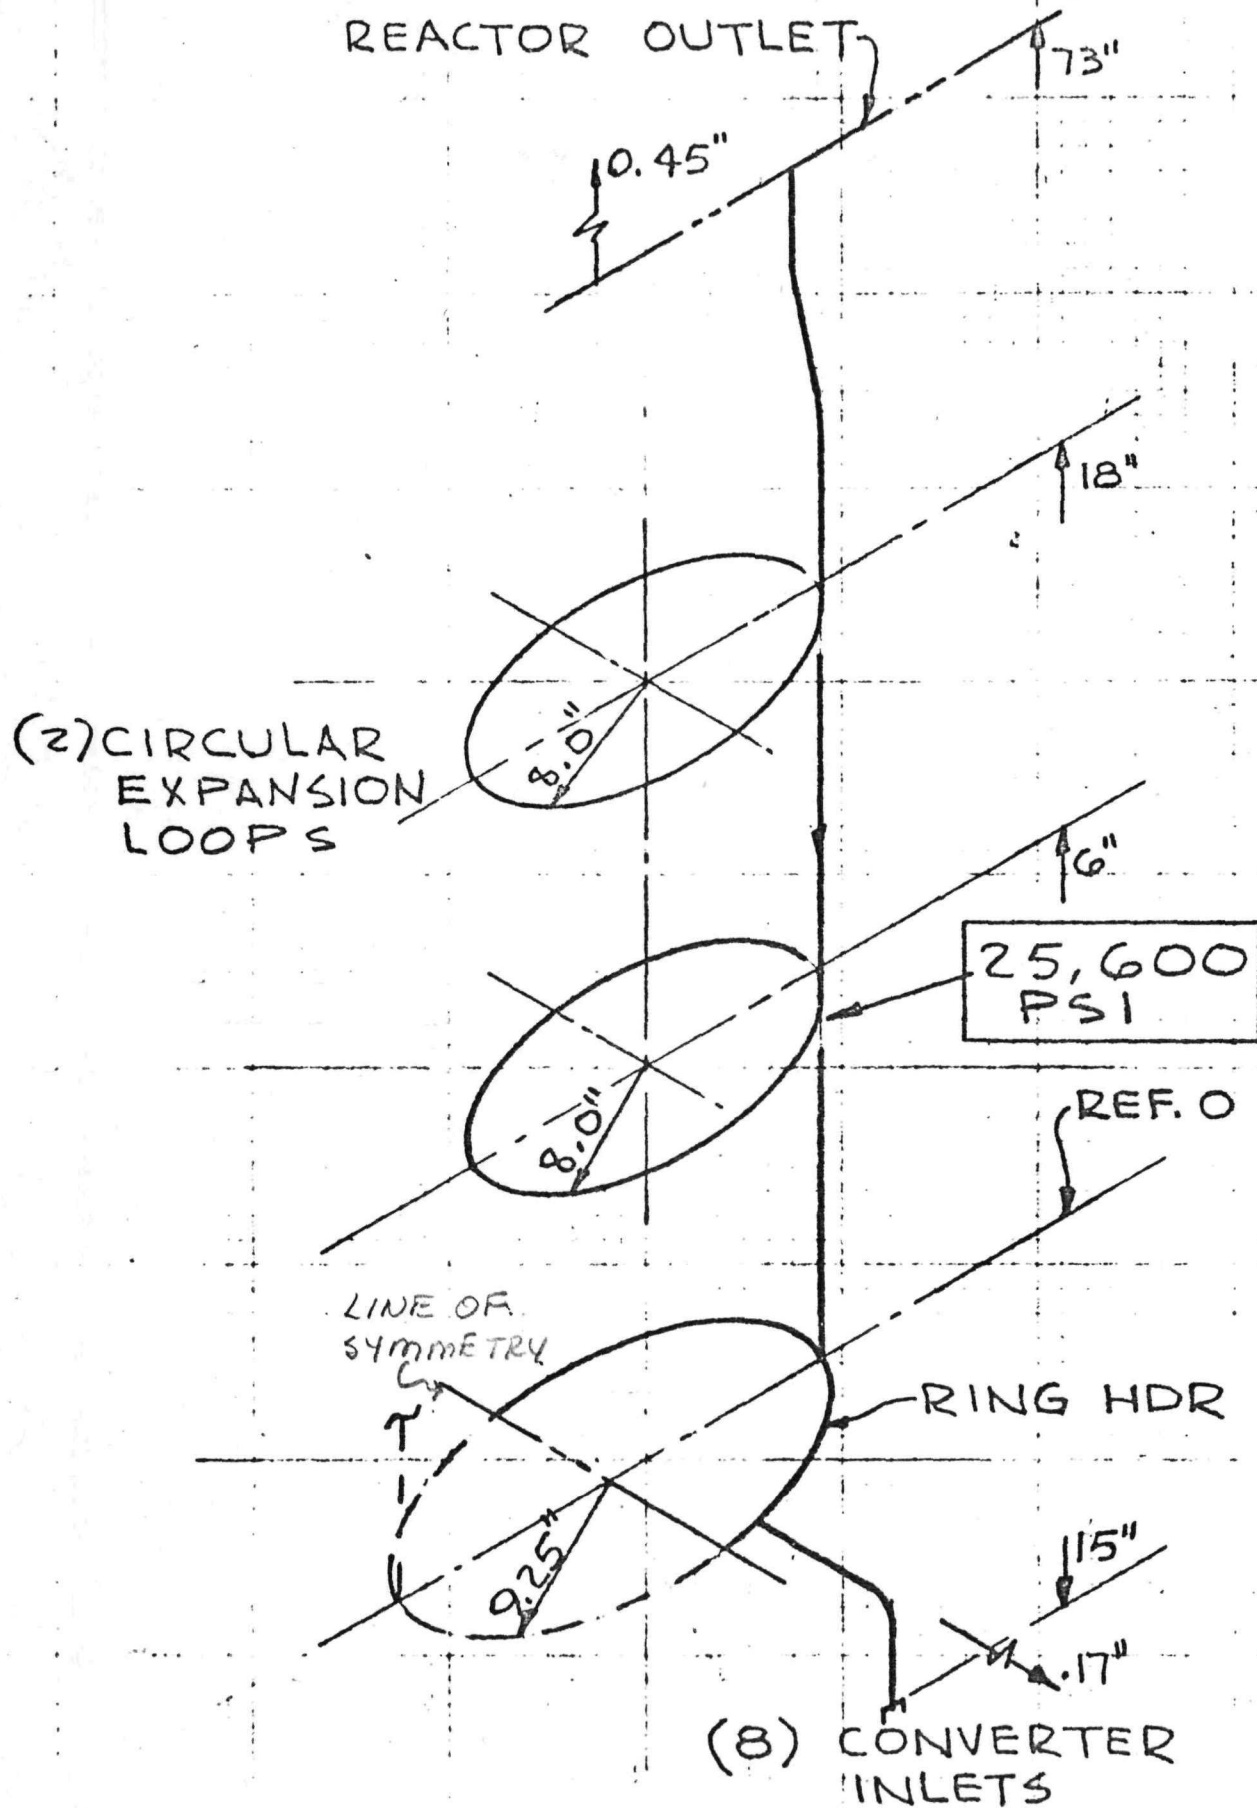 REACTOR OUTLET
73"
0.45"
18"
8.0"
(2) CIRCULAR
EXPANSION
LOOPS
6"
25,600
PSI
8.0"
REF. 0
LINE OF
SYMMETRY
RING HDR
9.25"
15"
.17"
(8) CONVERTER
INLETS